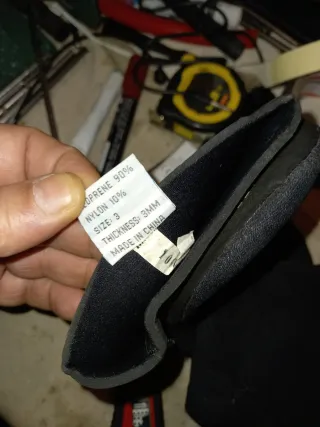 OPRENE 90%
NYLON 10%
SIZE: 3
THICKNESS: 3MM
MADE IN CHINA